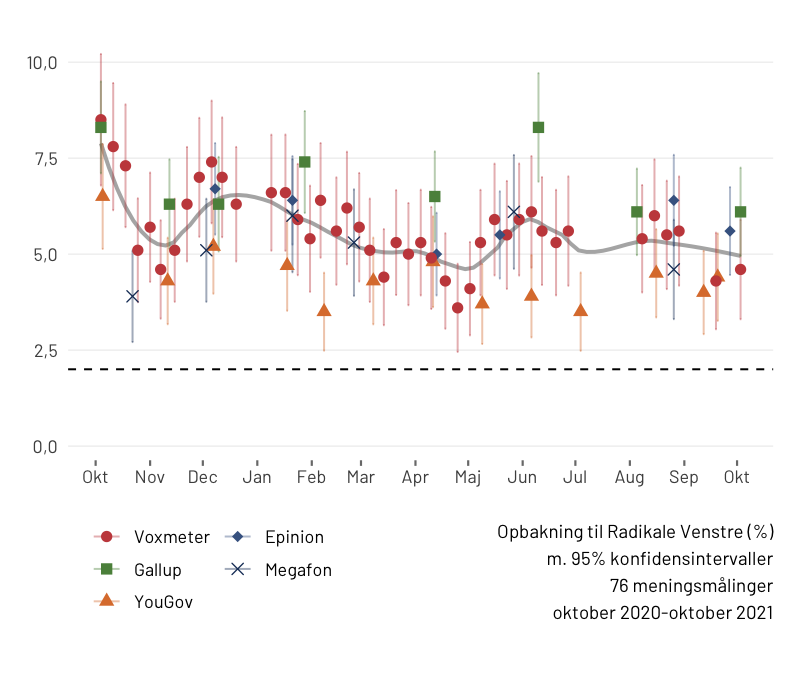 10,0
7,5
5,0
2,5
0,0
Okt Nov Dec Jan Feb Mar Apr Maj Jun Jul Aug Sep Okt
Voxmeter Epinion
Gallup Megafon
YouGov
Opbakning til Radikale Venstre (%)
m. 95% konfidensintervaller
76 meningsmålinger
oktober 2020-oktober 2021